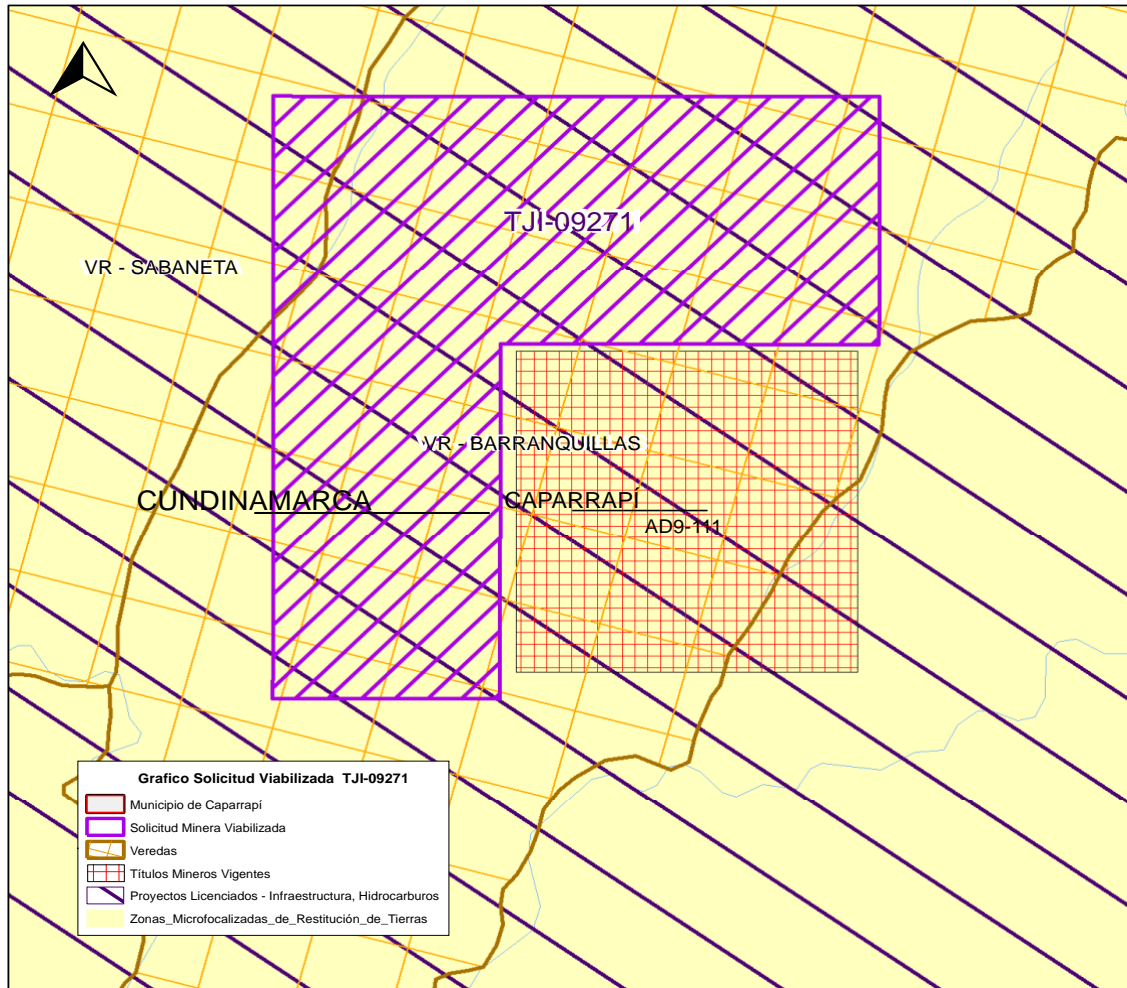 TJI-09271
VR - SABANETA
VR - BARRANQUILLAS
CUNDINAMARCA
CAPARRAPÍ
AD9-111
Grafico Solicitud Viabilizada TJI-09271
Municipio de Caparrapí
Solicitud Minera Viabilizada
Veredas
Títulos Mineros Vigentes
Proyectos Licenciados - Infraestructura, Hidrocarburos
Zonas_Microfocalizadas_de_Restitución_de_Tierras